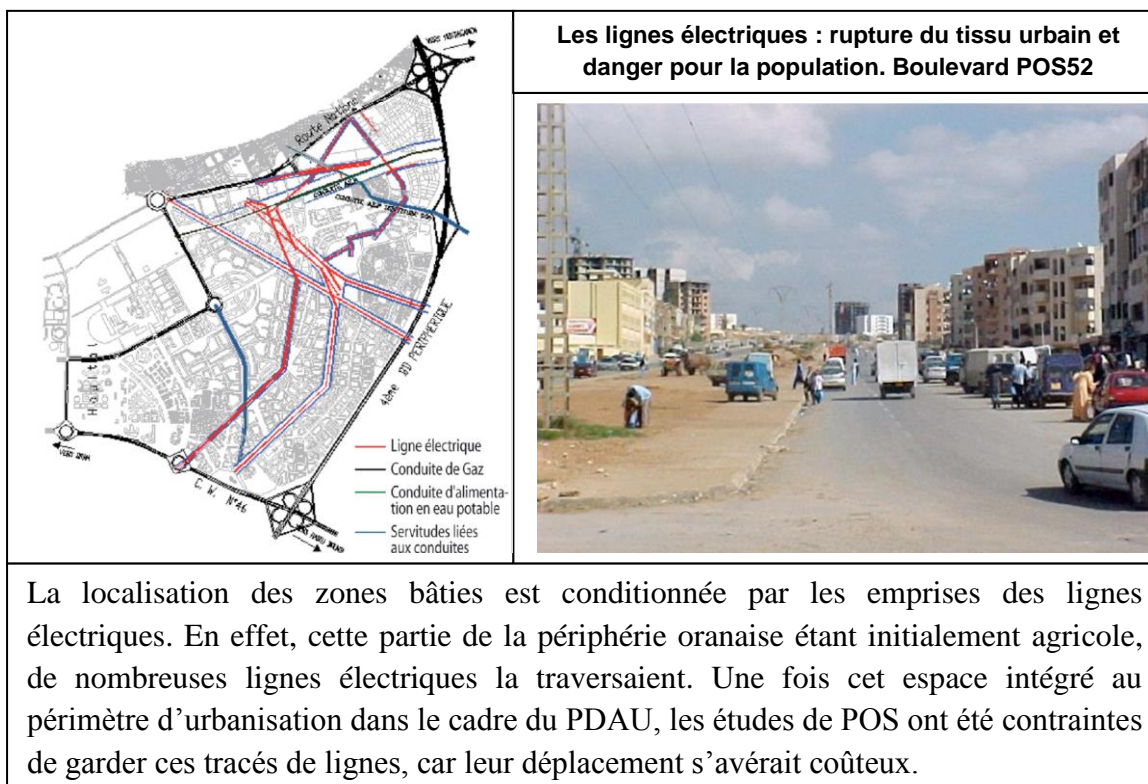 VERS MOSTAGANEM
Route Nationale
CONDUITE AEP
4ème BD PERIPHERIQUE
C. W. N°46
Ligne électrique
Conduite de Gaz
Conduite d'alimenta-
tion en eau potable
Servitudes liées
aux conduites
Les lignes électriques : rupture du tissu urbain et
danger pour la population. Boulevard POS52
La localisation des zones bâties est conditionnée par les emprises des lignes
électriques. En effet, cette partie de la périphérie oranaise étant initialement agricole,
de nombreuses lignes électriques la traversaient. Une fois cet espace intégré au
périmètre d’urbanisation dans le cadre du PDAU, les études de POS ont été contraintes
de garder ces tracés de lignes, car leur déplacement s’avérait coûteux.